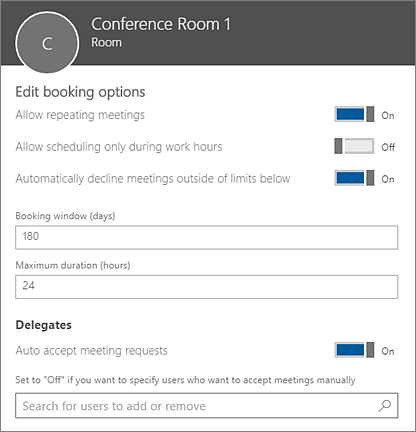 C
Conference Room 1
Room
Edit booking options
Allow repeating meetings
On
Allow scheduling only during work hours
Off
Automatically decline meetings outside of limits below
On
Booking window (days)
180
Maximum duration (hours)
24
Delegates
Auto accept meeting requests
On
Set to "Off" if you want to specify users who want to accept meetings manually
Search for users to add or remove